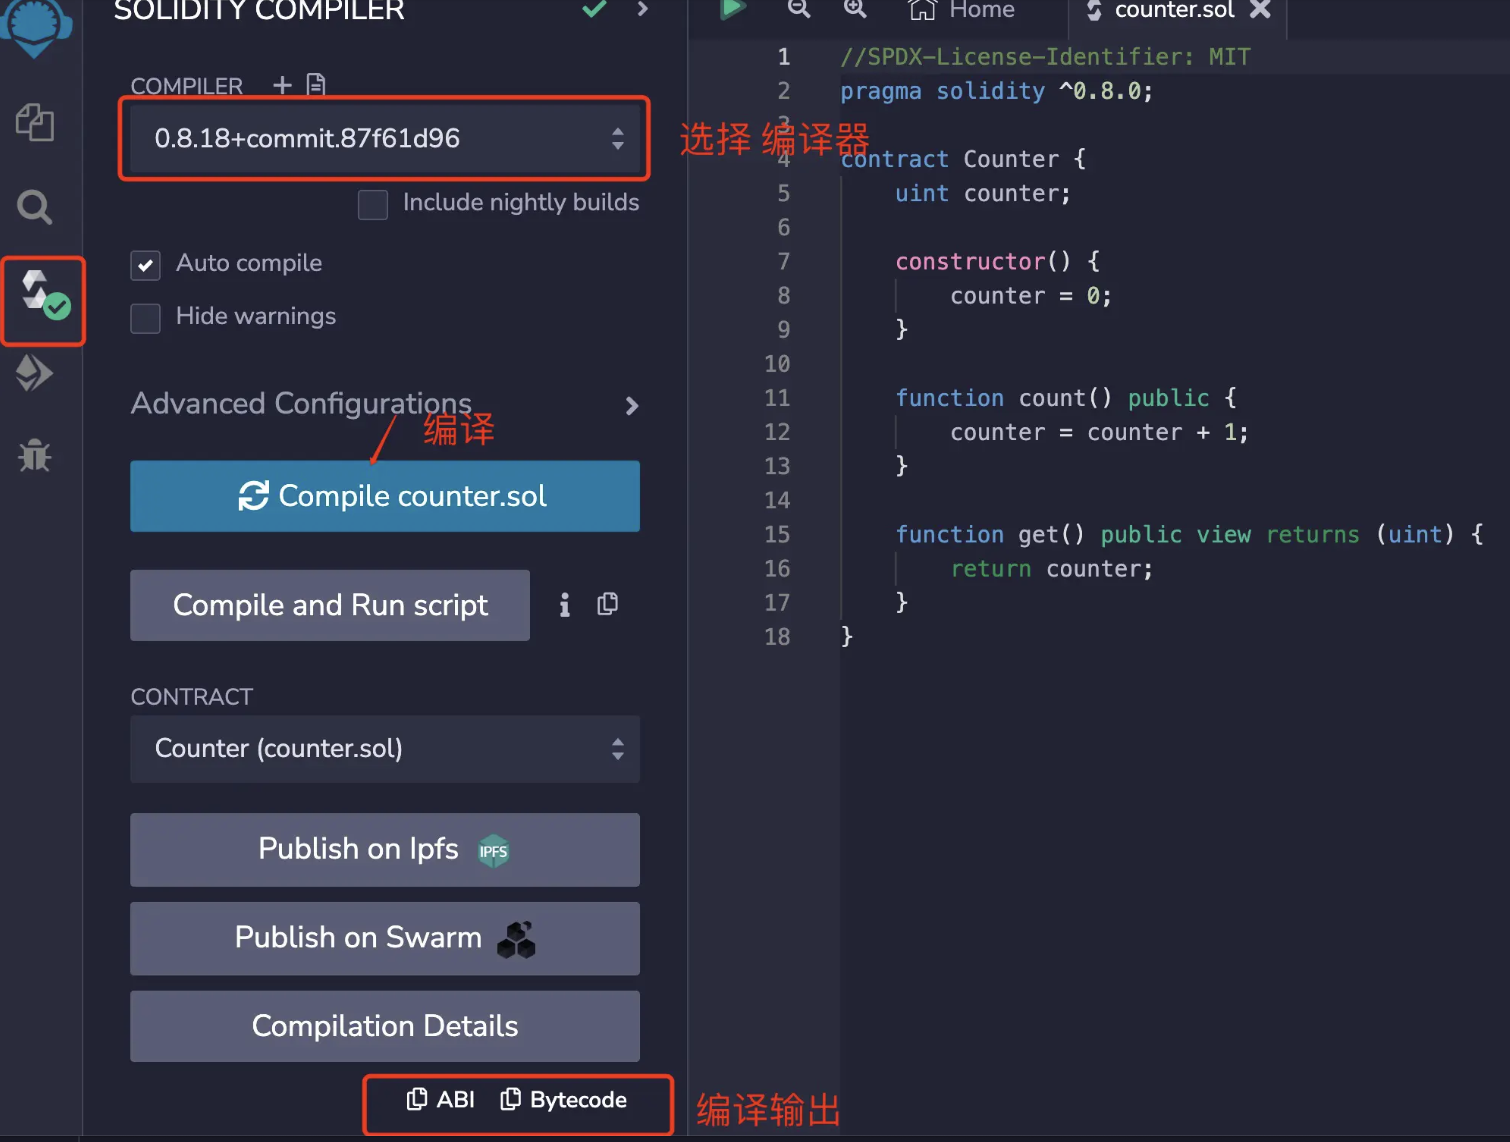 SOLIDITY COMPILER
COMPILER
0.8.18+commit.87f61d96
选择 编译器
Include nightly builds
Auto compile
Hide warnings
Advanced Configurations
编译
Compile counter.sol
Compile and Run script
CONTRACT
Counter (counter.sol)
Publish on Ipfs IPFS
Publish on Swarm
Compilation Details
ABI Bytecode
编译输出
Home counter.sol
1 //SPDX-License-Identifier: MIT
2 pragma solidity ^0.8.0;
3
4 contract Counter {
5 uint counter;
6
7 constructor() {
8 counter = 0;
9 }
10
11 function count() public {
12 counter = counter + 1;
13 }
14
15 function get() public view returns (uint) {
16 return counter;
17 }
18 }